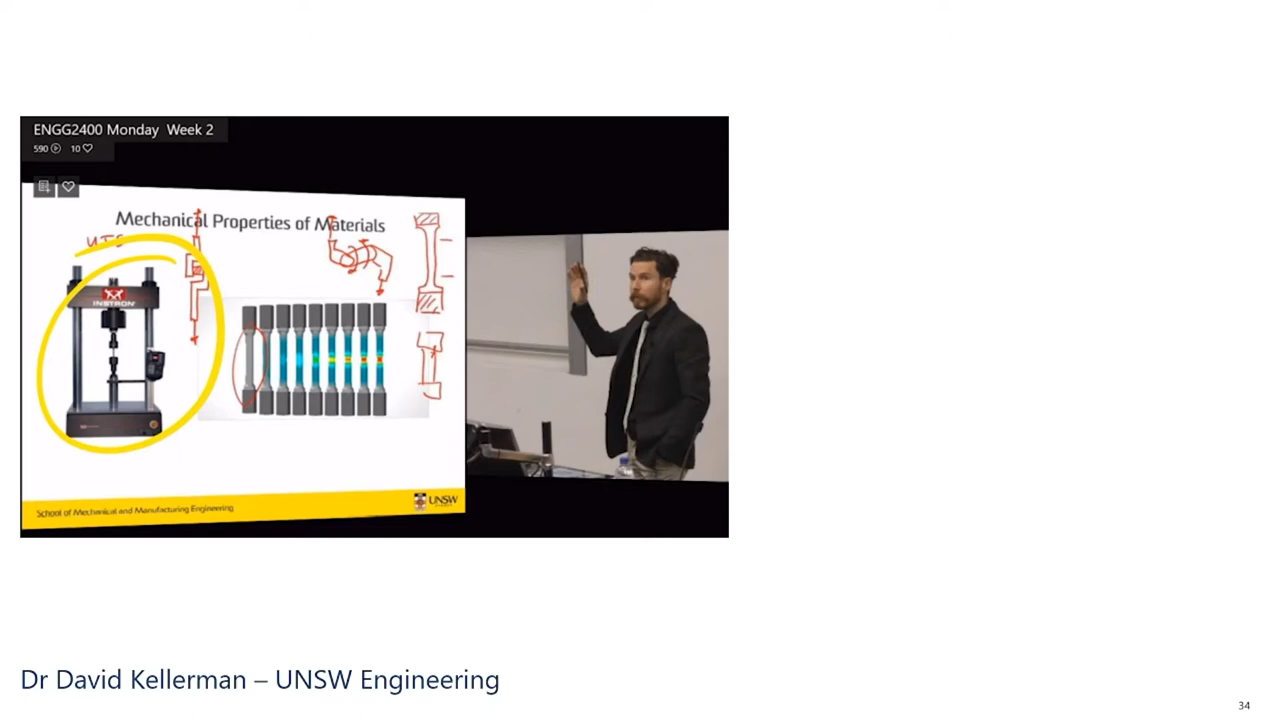 ENGG2400 Monday Week 2
590 10
Mechanical Properties of Materials
UTS
INSTRON
School of Mechanical and Manufacturing Engineering
UNSW
Dr David Kellerman – UNSW Engineering
34